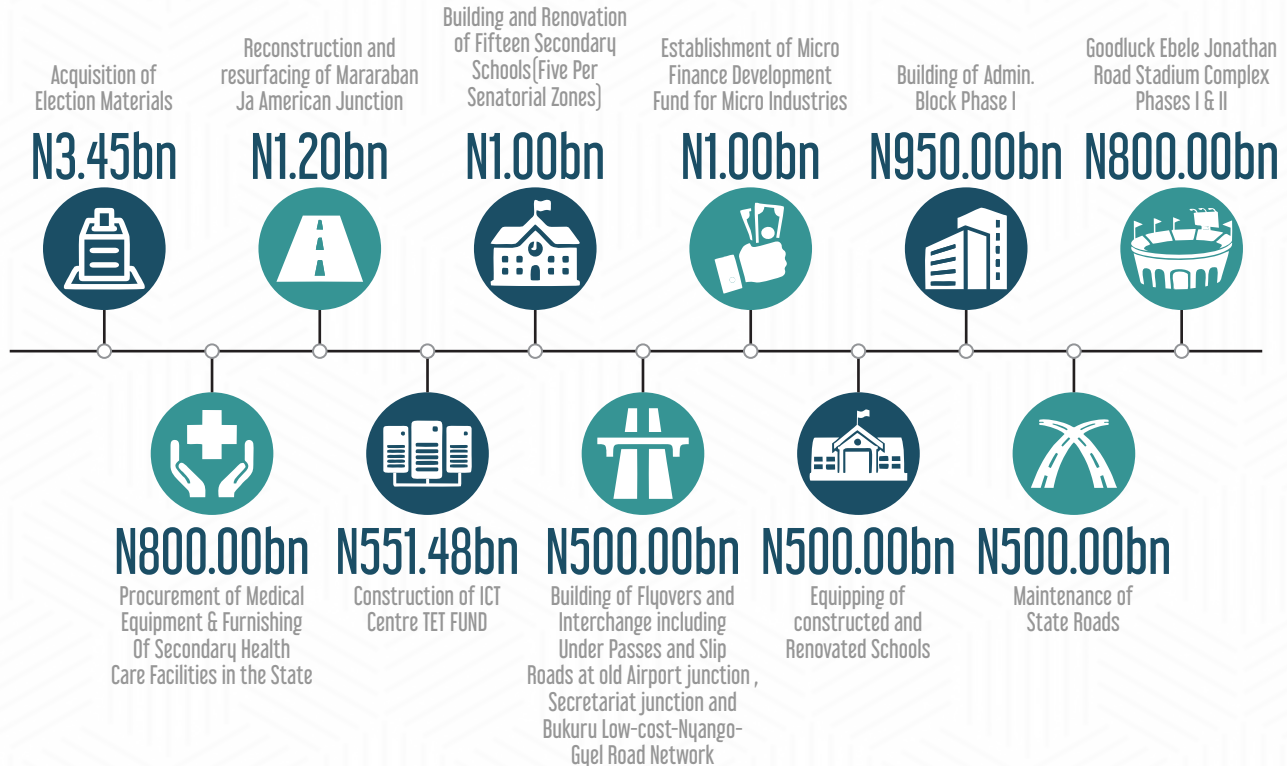 Acquisition of
Election Materials
N3.45bn
Reconstruction and
resurfacing of Mararaban
Ja American Junction
N1.20bn
Building and Renovation
of Fifteen Secondary
Schools(Five Per
Senatorial Zones)
N1.00bn
Establishment of Micro
Finance Development
Fund for Micro Industries
N1.00bn
Building of Admin.
Block Phase I
N950.00bn
Goodluck Ebele Jonathan
Road Stadium Complex
Phases I & II
N800.00bn
N800.00bn
Procurement of Medical
Equipment & Furnishing
Of Secondary Health
Care Facilities in the State
N551.48bn
Construction of ICT
Centre TET FUND
N500.00bn
Building of Flyovers and
Interchange including
Under Passes and Slip
Roads at old Airport junction ,
Secretariat junction and
Bukuru Low-cost-Nyango-
Gyel Road Network
N500.00bn
Equipping of
constructed and
Renovated Schools
N500.00bn
Maintenance of
State Roads